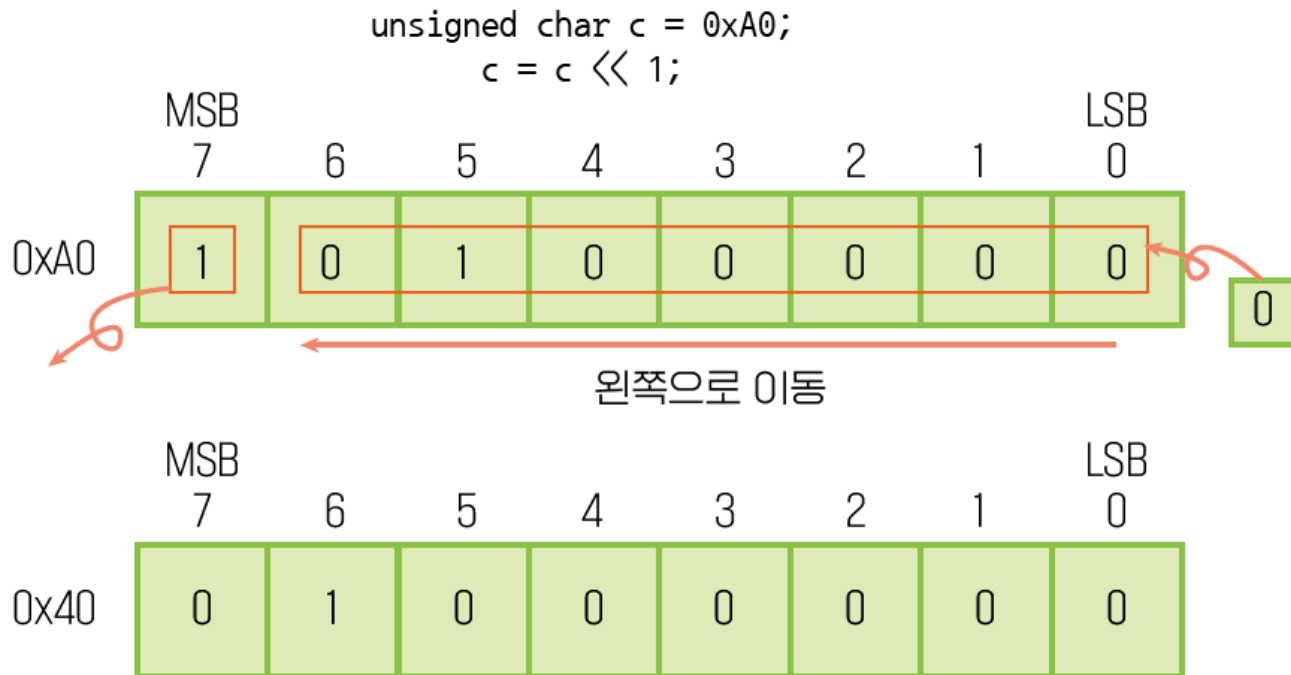 unsigned char c = 0xA0;
c = c << 1;
MSB LSB
7 6 5 4 3 2 1 0
0xA0 1 0 1 0 0 0 0 0 0
왼쪽으로 이동
MSB LSB
7 6 5 4 3 2 1 0
0x40 0 1 0 0 0 0 0 0